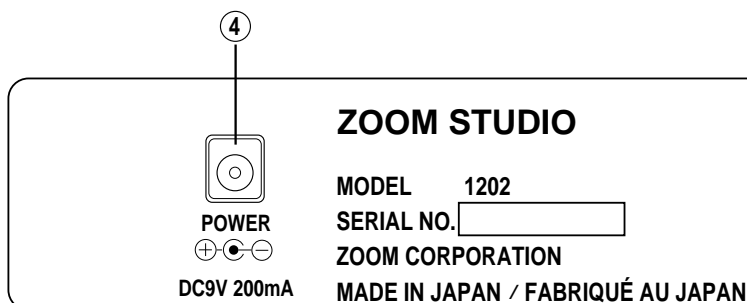 4
ZOOM STUDIO
MODEL 1202
SERIAL NO.
ZOOM CORPORATION
MADE IN JAPAN / FABRIQUÉ AU JAPAN
POWER
+ -
DC9V 200mA